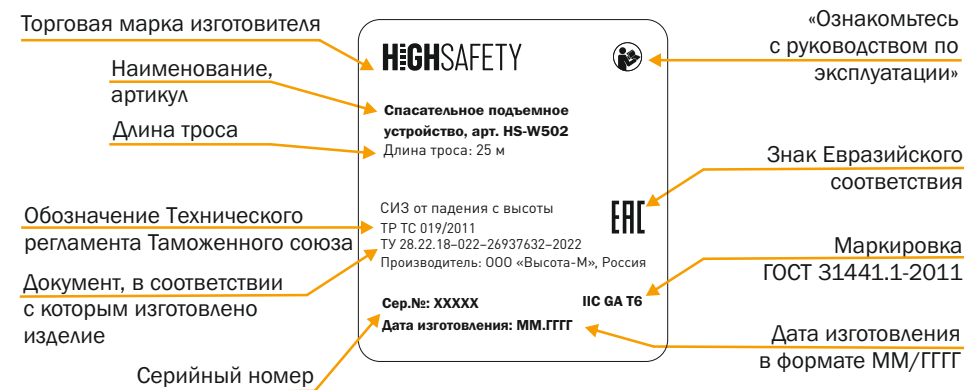 Торговая марка изготовителя
Наименование,
артикул
Длина троса
Обозначение Технического
регламента Таможенного союза
Документ, в соответствии
с которым изготовлено
изделие
Серийный номер
HIGHSAFETY
Спасательное подъемное
устройство, арт. HS-W502
Длина троса: 25 м
СИЗ от падения с высоты
ТР ТС 019/2011
ТУ 28.22.18–022–26937632–2022
Производитель: ООО «Высота-М», Россия
Сер.№: XXXXX
IIC GA T6
Дата изготовления: ММ.ГГГГ
EAC
«Ознакомьтесь
с руководством по
эксплуатации»
Знак Евразийского
соответствия
Маркировка
ГОСТ 31441.1-2011
Дата изготовления
в формате ММ/ГГГГ